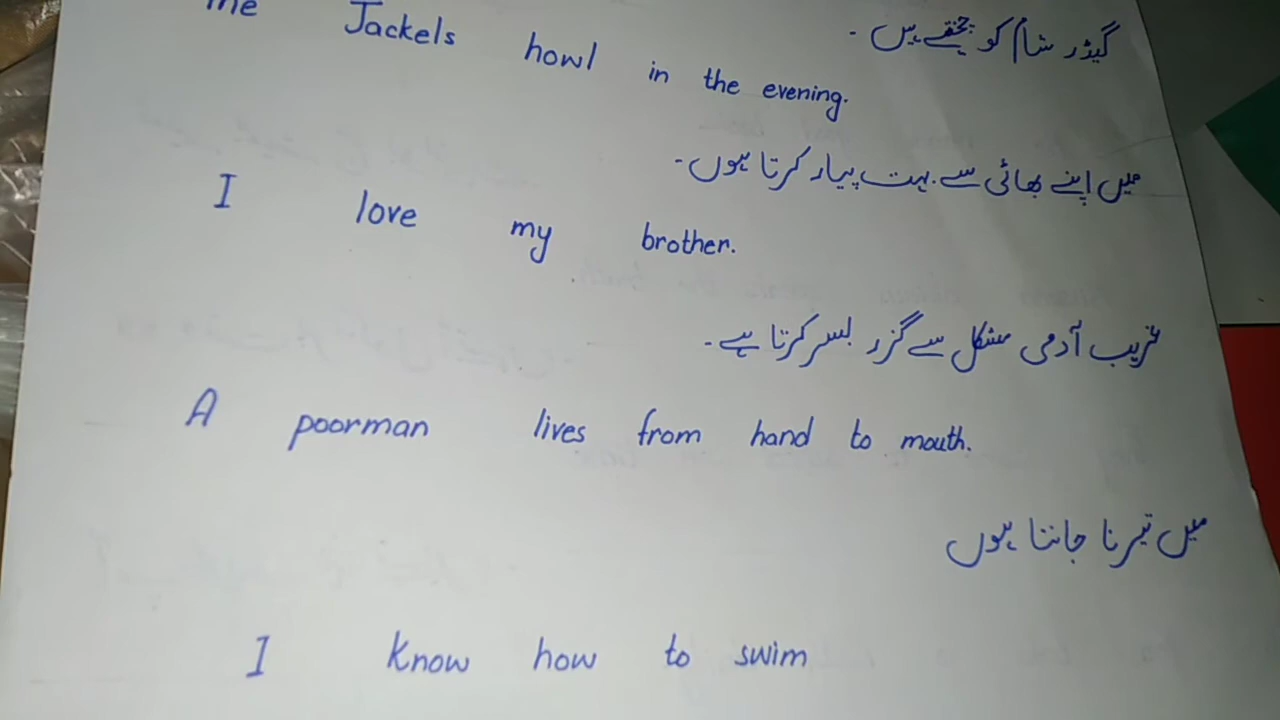 گیڈر شام کو چیختے ہیں ۔
The Jackels howl in the evening.
میں اپنے بھائی سے بہت پیار کرتا ہوں ۔
I love my brother.
غریب آدمی مشکل سے گزر بسر کرتا ہے ۔
A poorman lives from hand to mouth.
میں تیرنا جانتا ہوں
I know how to swim